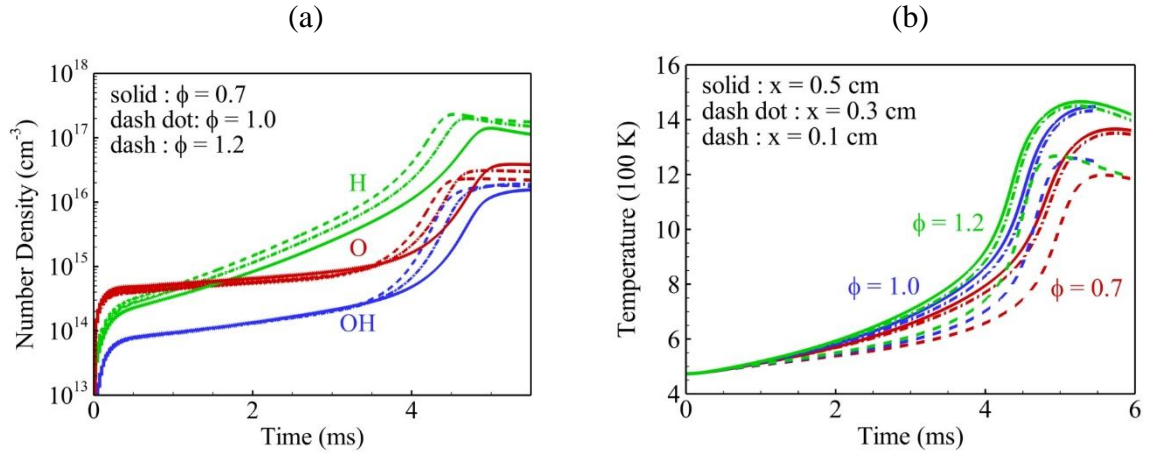 (a)
10^18
10^17
10^16
10^15
10^14
10^13
Number Density (cm^-3)
solid : ϕ = 0.7
dash dot: ϕ = 1.0
dash : ϕ = 1.2
H
O
OH
0
2
4
Time (ms)
(b)
16
14
12
10
8
6
4
Temperature (100 K)
solid : x = 0.5 cm
dash dot : x = 0.3 cm
dash : x = 0.1 cm
ϕ = 1.2
ϕ = 1.0
ϕ = 0.7
0
2
4
6
Time (ms)